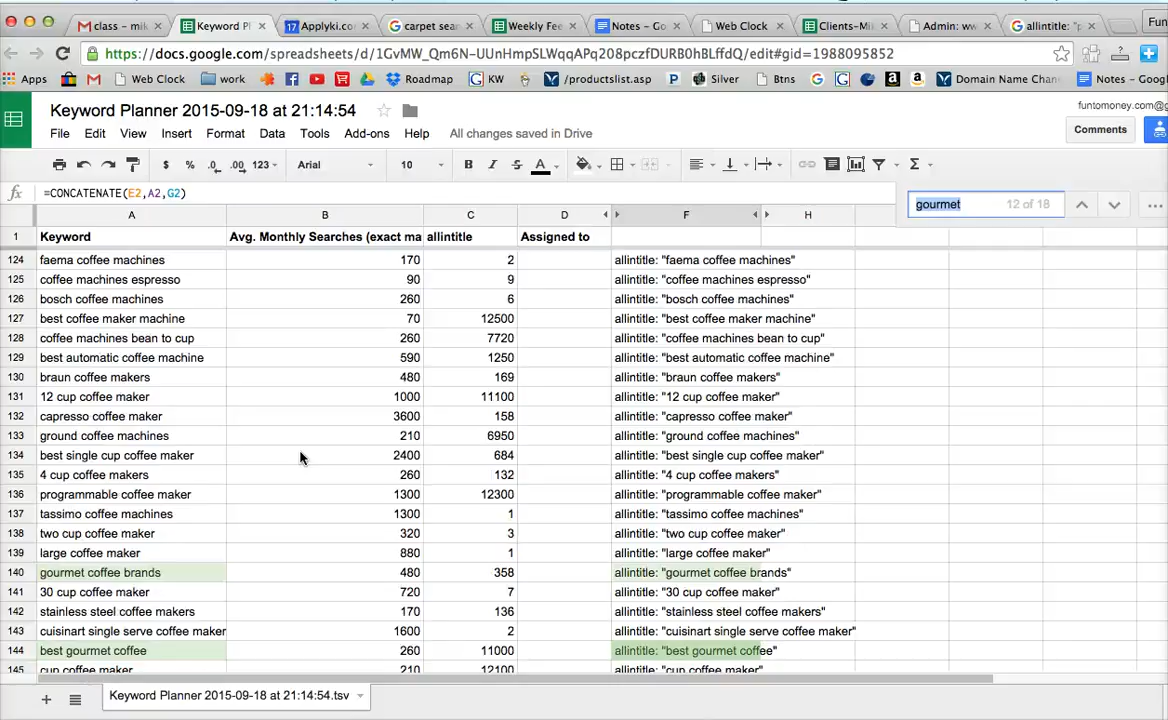 class - mik
Keyword Pl
Applyki.co
carpet sea
Weekly Fee
Notes - Go
Web Clock
Clients-Mi
Admin: ww
allintitle: "p
Fun
https://docs.google.com/spreadsheets/d/1GvMW_Qm6N-UUnHmpSLWqqAPq208pczfDURB0hBLffdQ/edit#gid=1988095852
Apps Web Clock work Roadmap KW /productslist.asp Silver Btns Domain Name Chan Notes - Googl
Keyword Planner 2015-09-18 at 21:14:54
funtomoney.com@g
File Edit View Insert Format Data Tools Add-ons Help All changes saved in Drive
Comments
$ % .0 .00 123 Arial 10 B I S A Σ
fx =CONCATENATE(E2,A2,G2)
gourmet 12 of 18
A B C D F H
1 Keyword Avg. Monthly Searches (exact ma allintitle Assigned to
124 faema coffee machines 170 2 allintitle: "faema coffee machines"
125 coffee machines espresso 90 9 allintitle: "coffee machines espresso"
126 bosch coffee machines 260 6 allintitle: "bosch coffee machines"
127 best coffee maker machine 70 12500 allintitle: "best coffee maker machine"
128 coffee machines bean to cup 260 7720 allintitle: "coffee machines bean to cup"
129 best automatic coffee machine 590 1250 allintitle: "best automatic coffee machine"
130 braun coffee makers 480 169 allintitle: "braun coffee makers"
131 12 cup coffee maker 1000 11100 allintitle: "12 cup coffee maker"
132 capresso coffee maker 3600 158 allintitle: "capresso coffee maker"
133 ground coffee machines 210 6950 allintitle: "ground coffee machines"
134 best single cup coffee maker 2400 684 allintitle: "best single cup coffee maker"
135 4 cup coffee makers 260 132 allintitle: "4 cup coffee makers"
136 programmable coffee maker 1300 12300 allintitle: "programmable coffee maker"
137 tassimo coffee machines 1300 1 allintitle: "tassimo coffee machines"
138 two cup coffee maker 320 3 allintitle: "two cup coffee maker"
139 large coffee maker 880 1 allintitle: "large coffee maker"
140 gourmet coffee brands 480 358 allintitle: "gourmet coffee brands"
141 30 cup coffee maker 720 7 allintitle: "30 cup coffee maker"
142 stainless steel coffee makers 170 136 allintitle: "stainless steel coffee makers"
143 cuisinart single serve coffee maker 1600 2 allintitle: "cuisinart single serve coffee maker"
144 best gourmet coffee 260 11000 allintitle: "best gourmet coffee"
145 cup coffee maker 210 12100 allintitle: "cup coffee maker"
Keyword Planner 2015-09-18 at 21:14:54.tsv